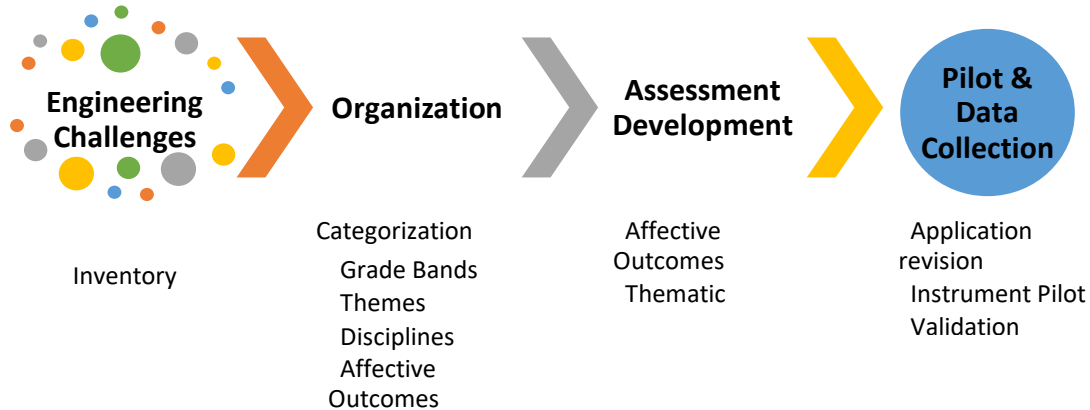 Engineering
Challenges
Inventory
Organization
Categorization
Grade Bands
Themes
Disciplines
Affective
Outcomes
Assessment
Development
Affective
Outcomes
Thematic
Pilot &
Data
Collection
Application
revision
Instrument Pilot
Validation